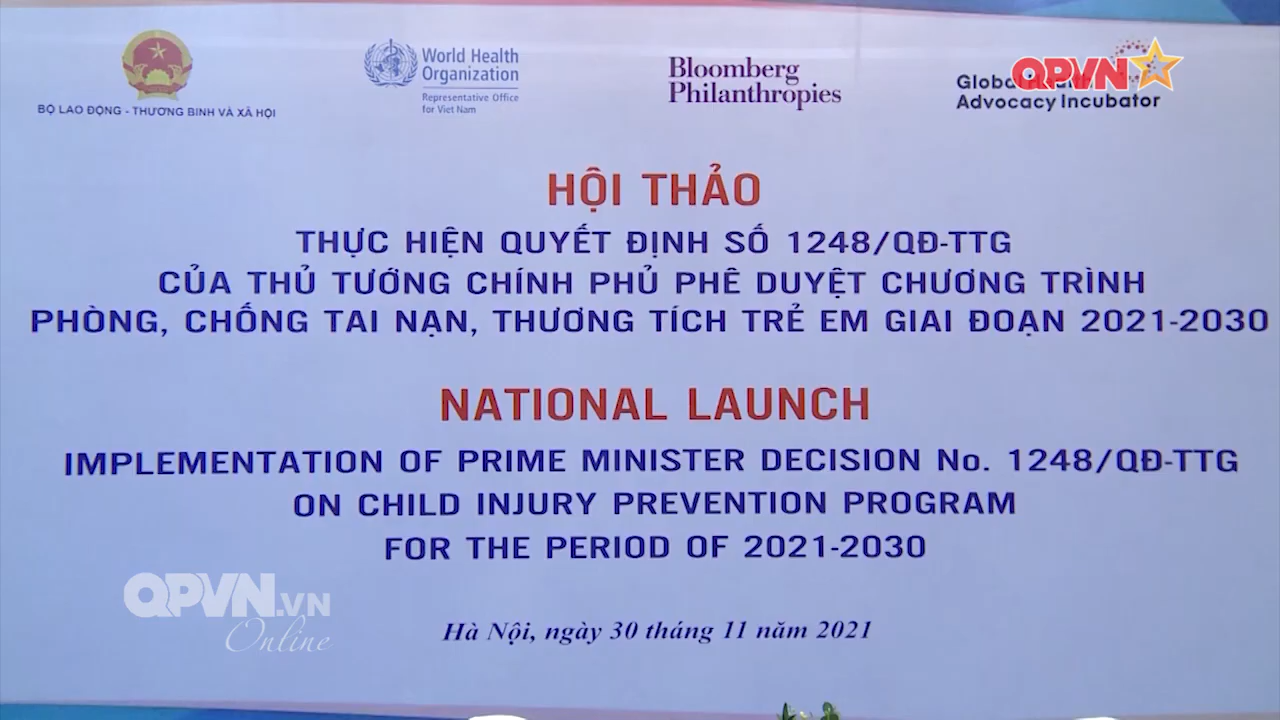 BỘ LAO ĐỘNG - THƯƠNG BINH VÀ XÃ HỘI
World Health
Organization
Representative Office
for Viet Nam
Bloomberg
Philanthropies
Global Health
Advocacy Incubator
QPVN
HỘI THẢO
THỰC HIỆN QUYẾT ĐỊNH SỐ 1248/QĐ-TTG
CỦA THỦ TƯỚNG CHÍNH PHỦ PHÊ DUYỆT CHƯƠNG TRÌNH
PHÒNG, CHỐNG TAI NẠN, THƯƠNG TÍCH TRẺ EM GIAI ĐOẠN 2021-2030
NATIONAL LAUNCH
IMPLEMENTATION OF PRIME MINISTER DECISION No. 1248/QĐ-TTG
ON CHILD INJURY PREVENTION PROGRAM
FOR THE PERIOD OF 2021-2030
QPVN.VN
Online
Hà Nội, ngày 30 tháng 11 năm 2021